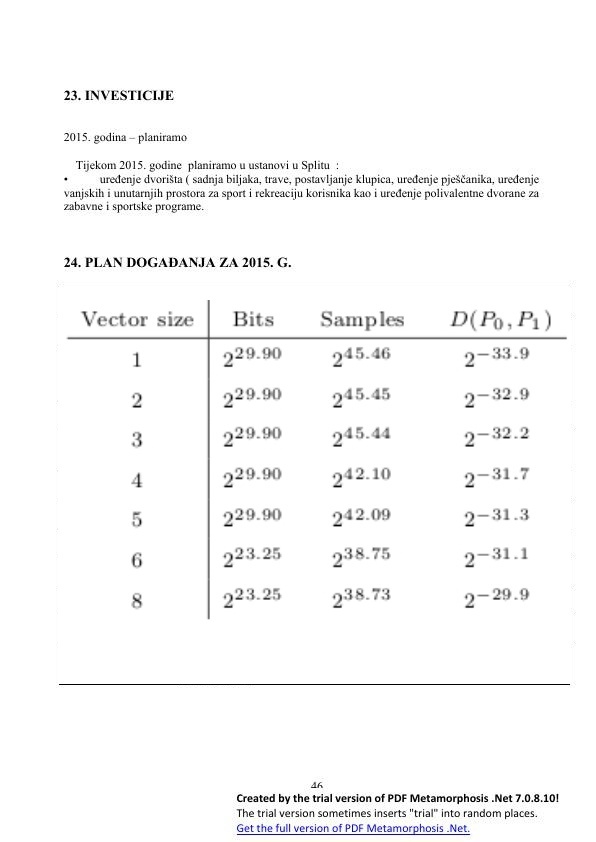 23. INVESTICIJE
2015. godina – planiramo
Tijekom 2015. godine planiramo u ustanovi u Splitu :
• uređenje dvorišta ( sadnja biljaka, trave, postavljanje klupica, uređenje pješčanika, uređenje
vanjskih i unutarnjih prostora za sport i rekreaciju korisnika kao i uređenje polivalentne dvorane za
zabavne i sportske programe.
24. PLAN DOGAĐANJA ZA 2015. G.
Vector size Bits Samples D(P₀, P₁)
1 2^29.90 2^45.46 2^−33.9
2 2^29.90 2^45.45 2^−32.9
3 2^29.90 2^45.44 2^−32.2
4 2^29.90 2^42.10 2^−31.7
5 2^29.90 2^42.09 2^−31.3
6 2^23.25 2^38.75 2^−31.1
8 2^23.25 2^38.73 2^−29.9
46
Created by the trial version of PDF Metamorphosis .Net 7.0.8.10!
The trial version sometimes inserts "trial" into random places.
Get the full version of PDF Metamorphosis .Net.